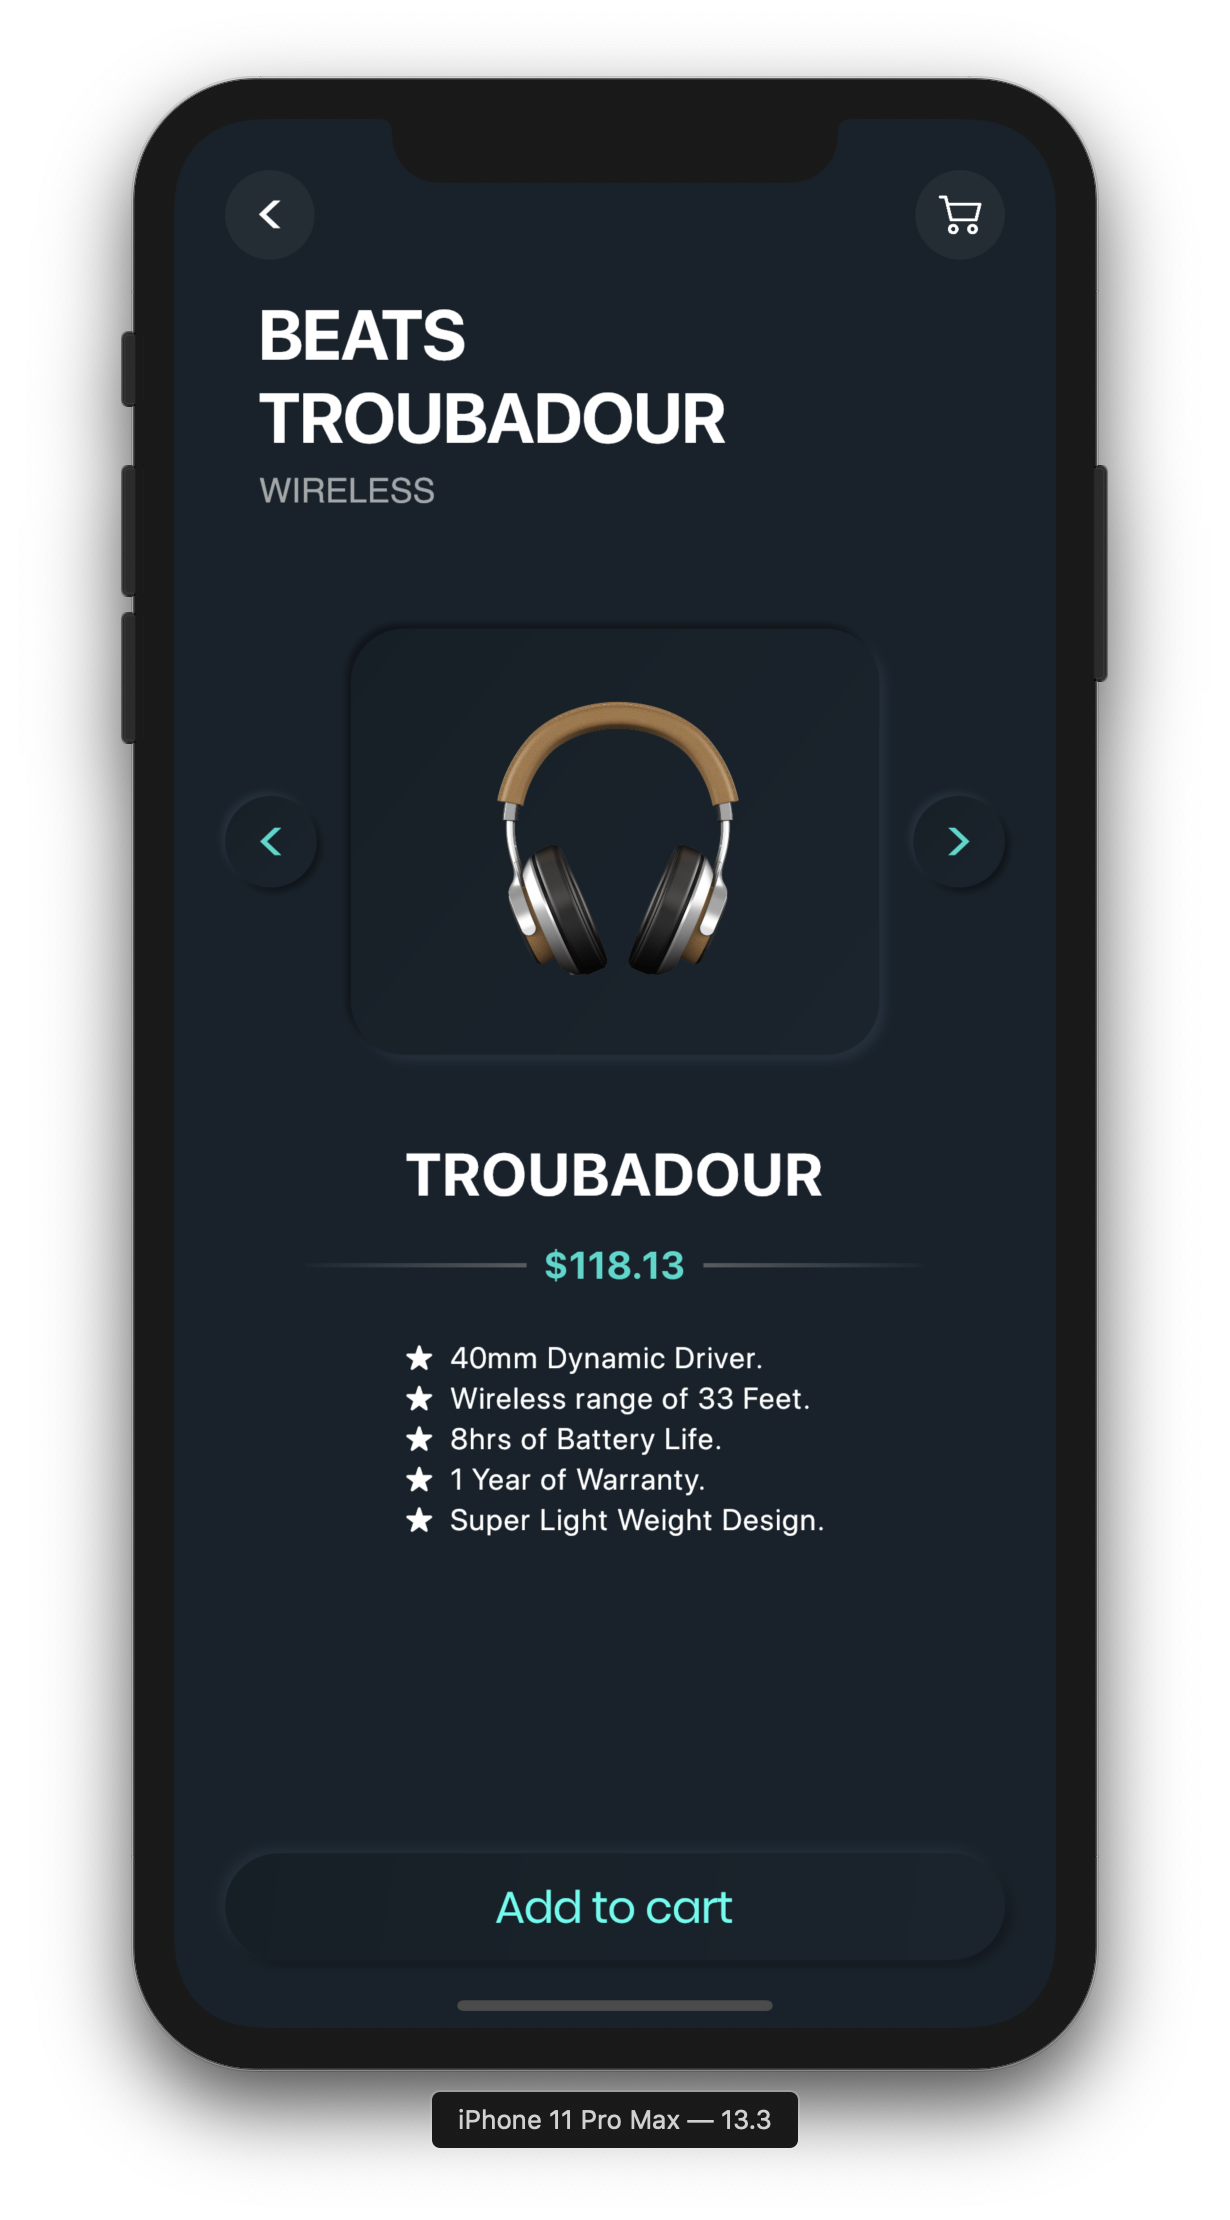 BEATS
TROUBADOUR
WIRELESS
TROUBADOUR
$118.13
40mm Dynamic Driver.
Wireless range of 33 Feet.
8hrs of Battery Life.
1 Year of Warranty.
Super Light Weight Design.
Add to cart
iPhone 11 Pro Max — 13.3